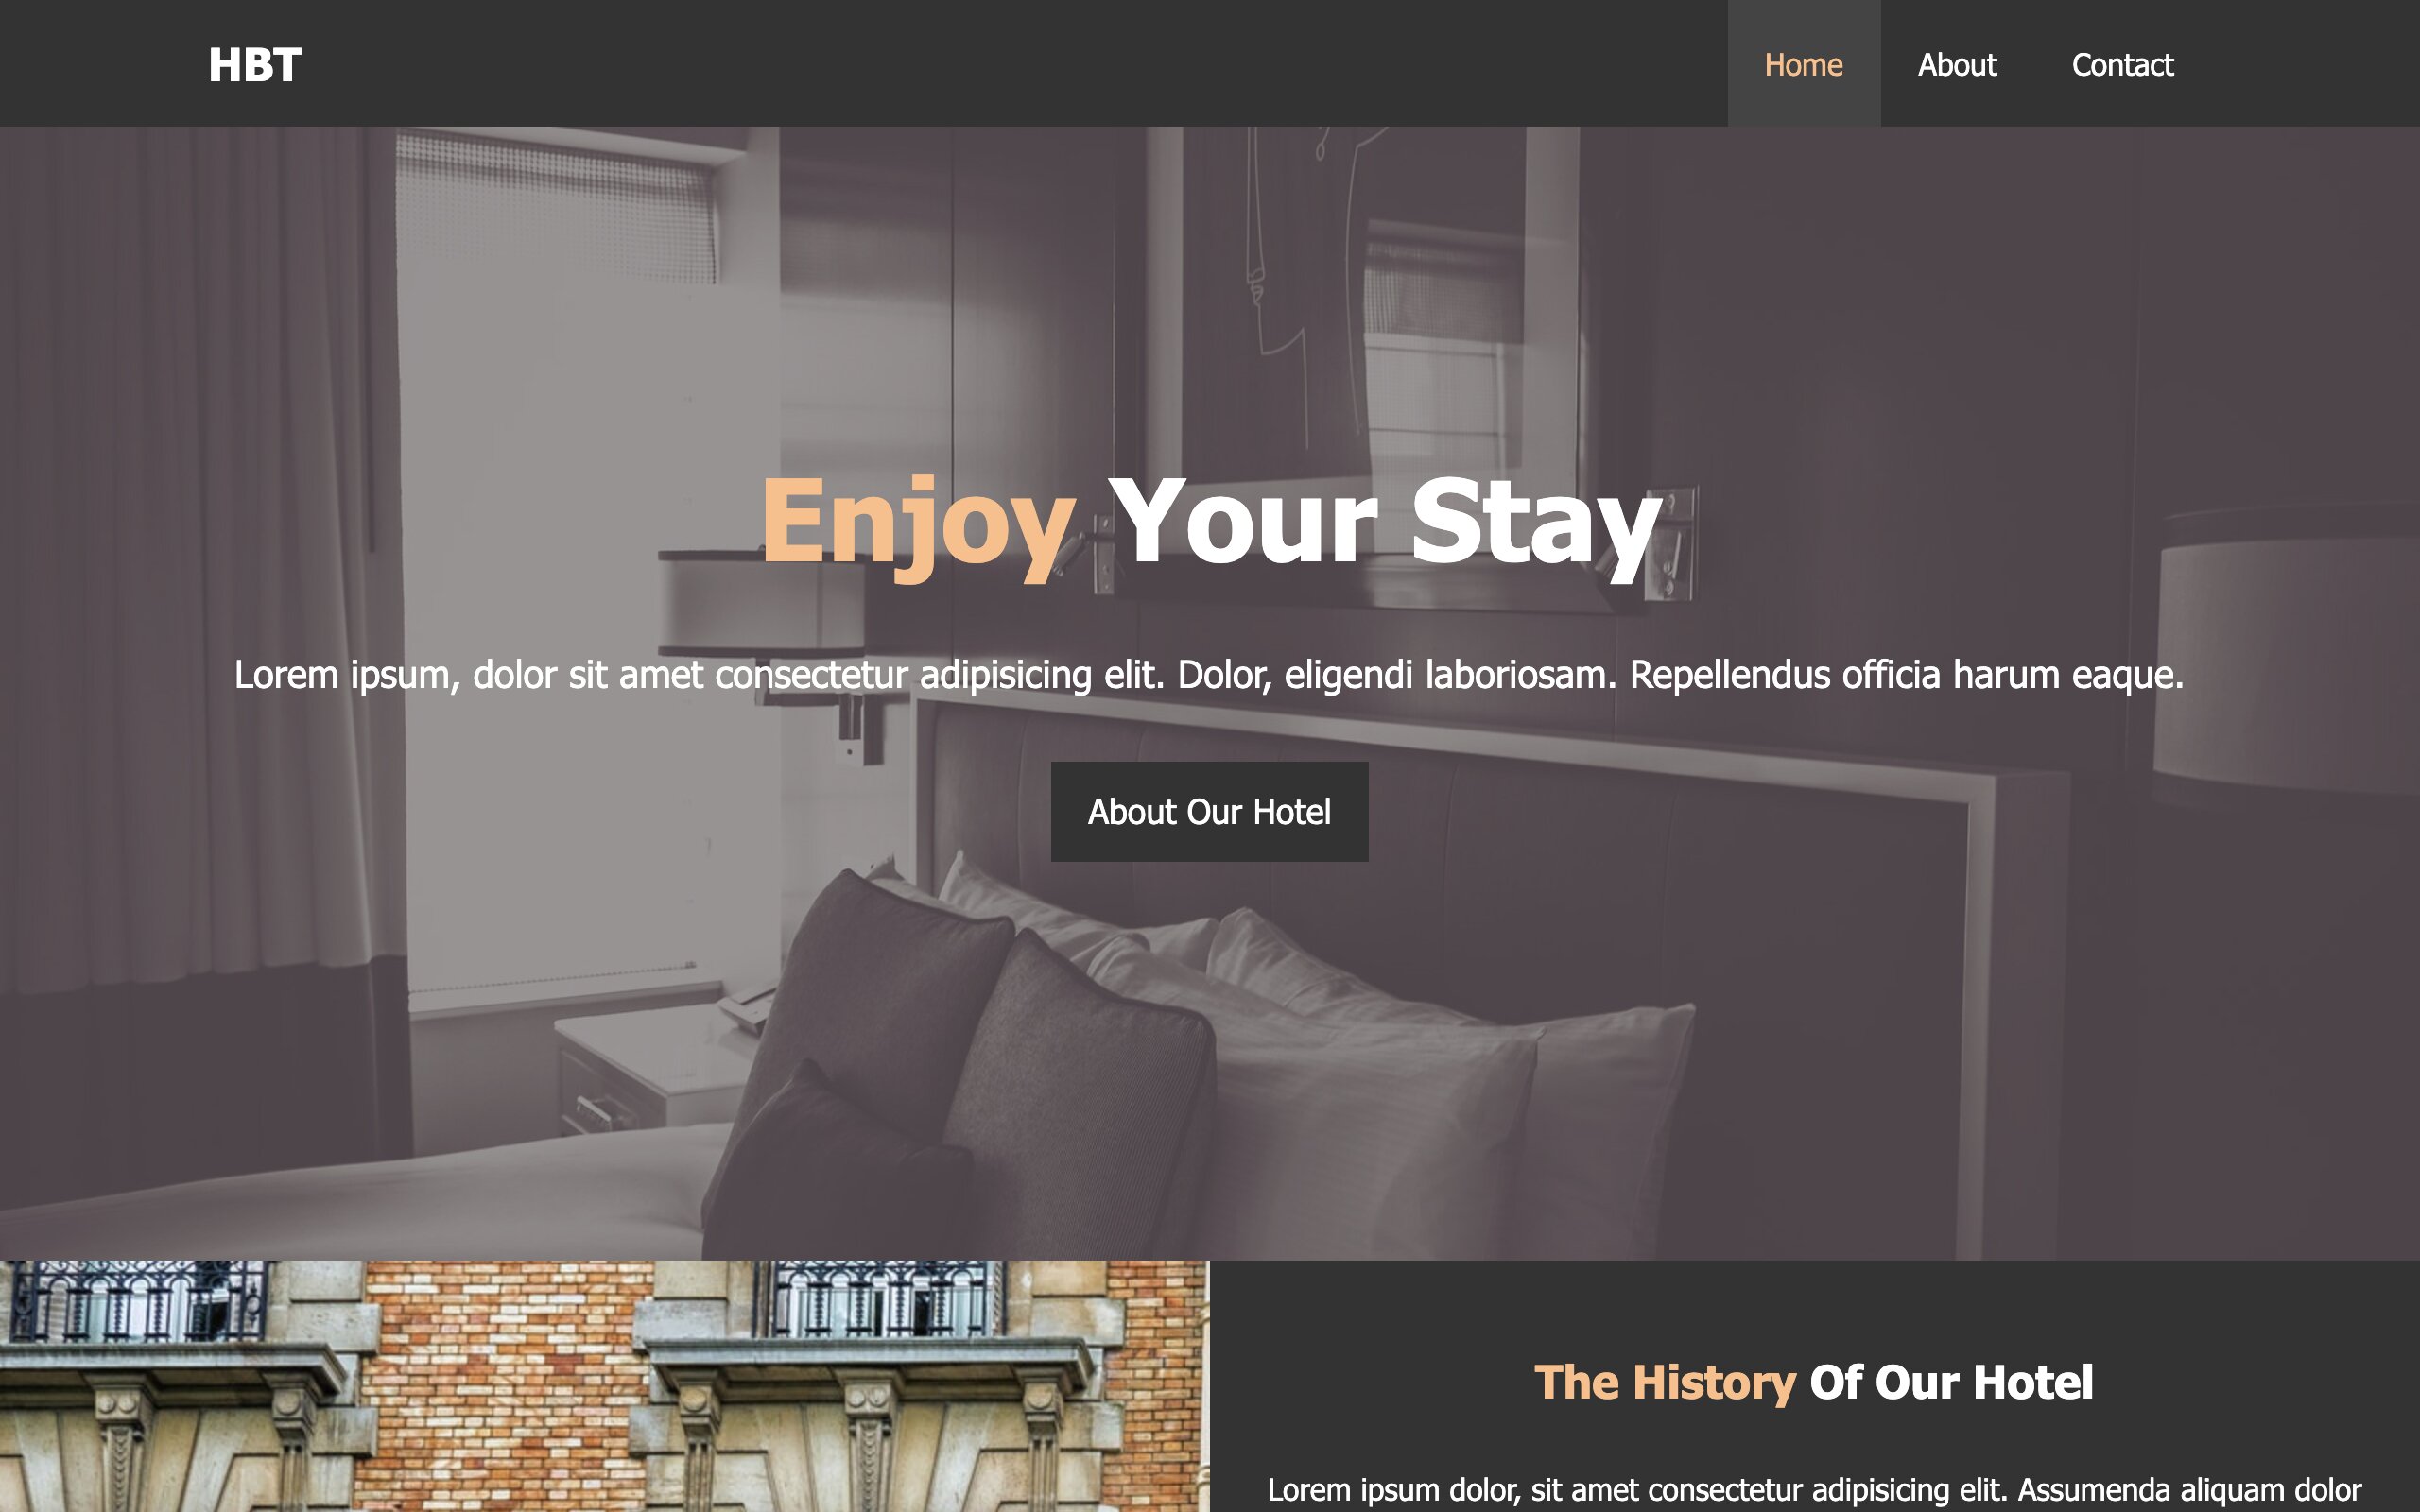 HBT
Home
About
Contact
Enjoy Your Stay
Lorem ipsum, dolor sit amet consectetur adipisicing elit. Dolor, eligendi laboriosam. Repellendus officia harum eaque.
About Our Hotel
The History Of Our Hotel
Lorem ipsum dolor, sit amet consectetur adipisicing elit. Assumenda aliquam dolor